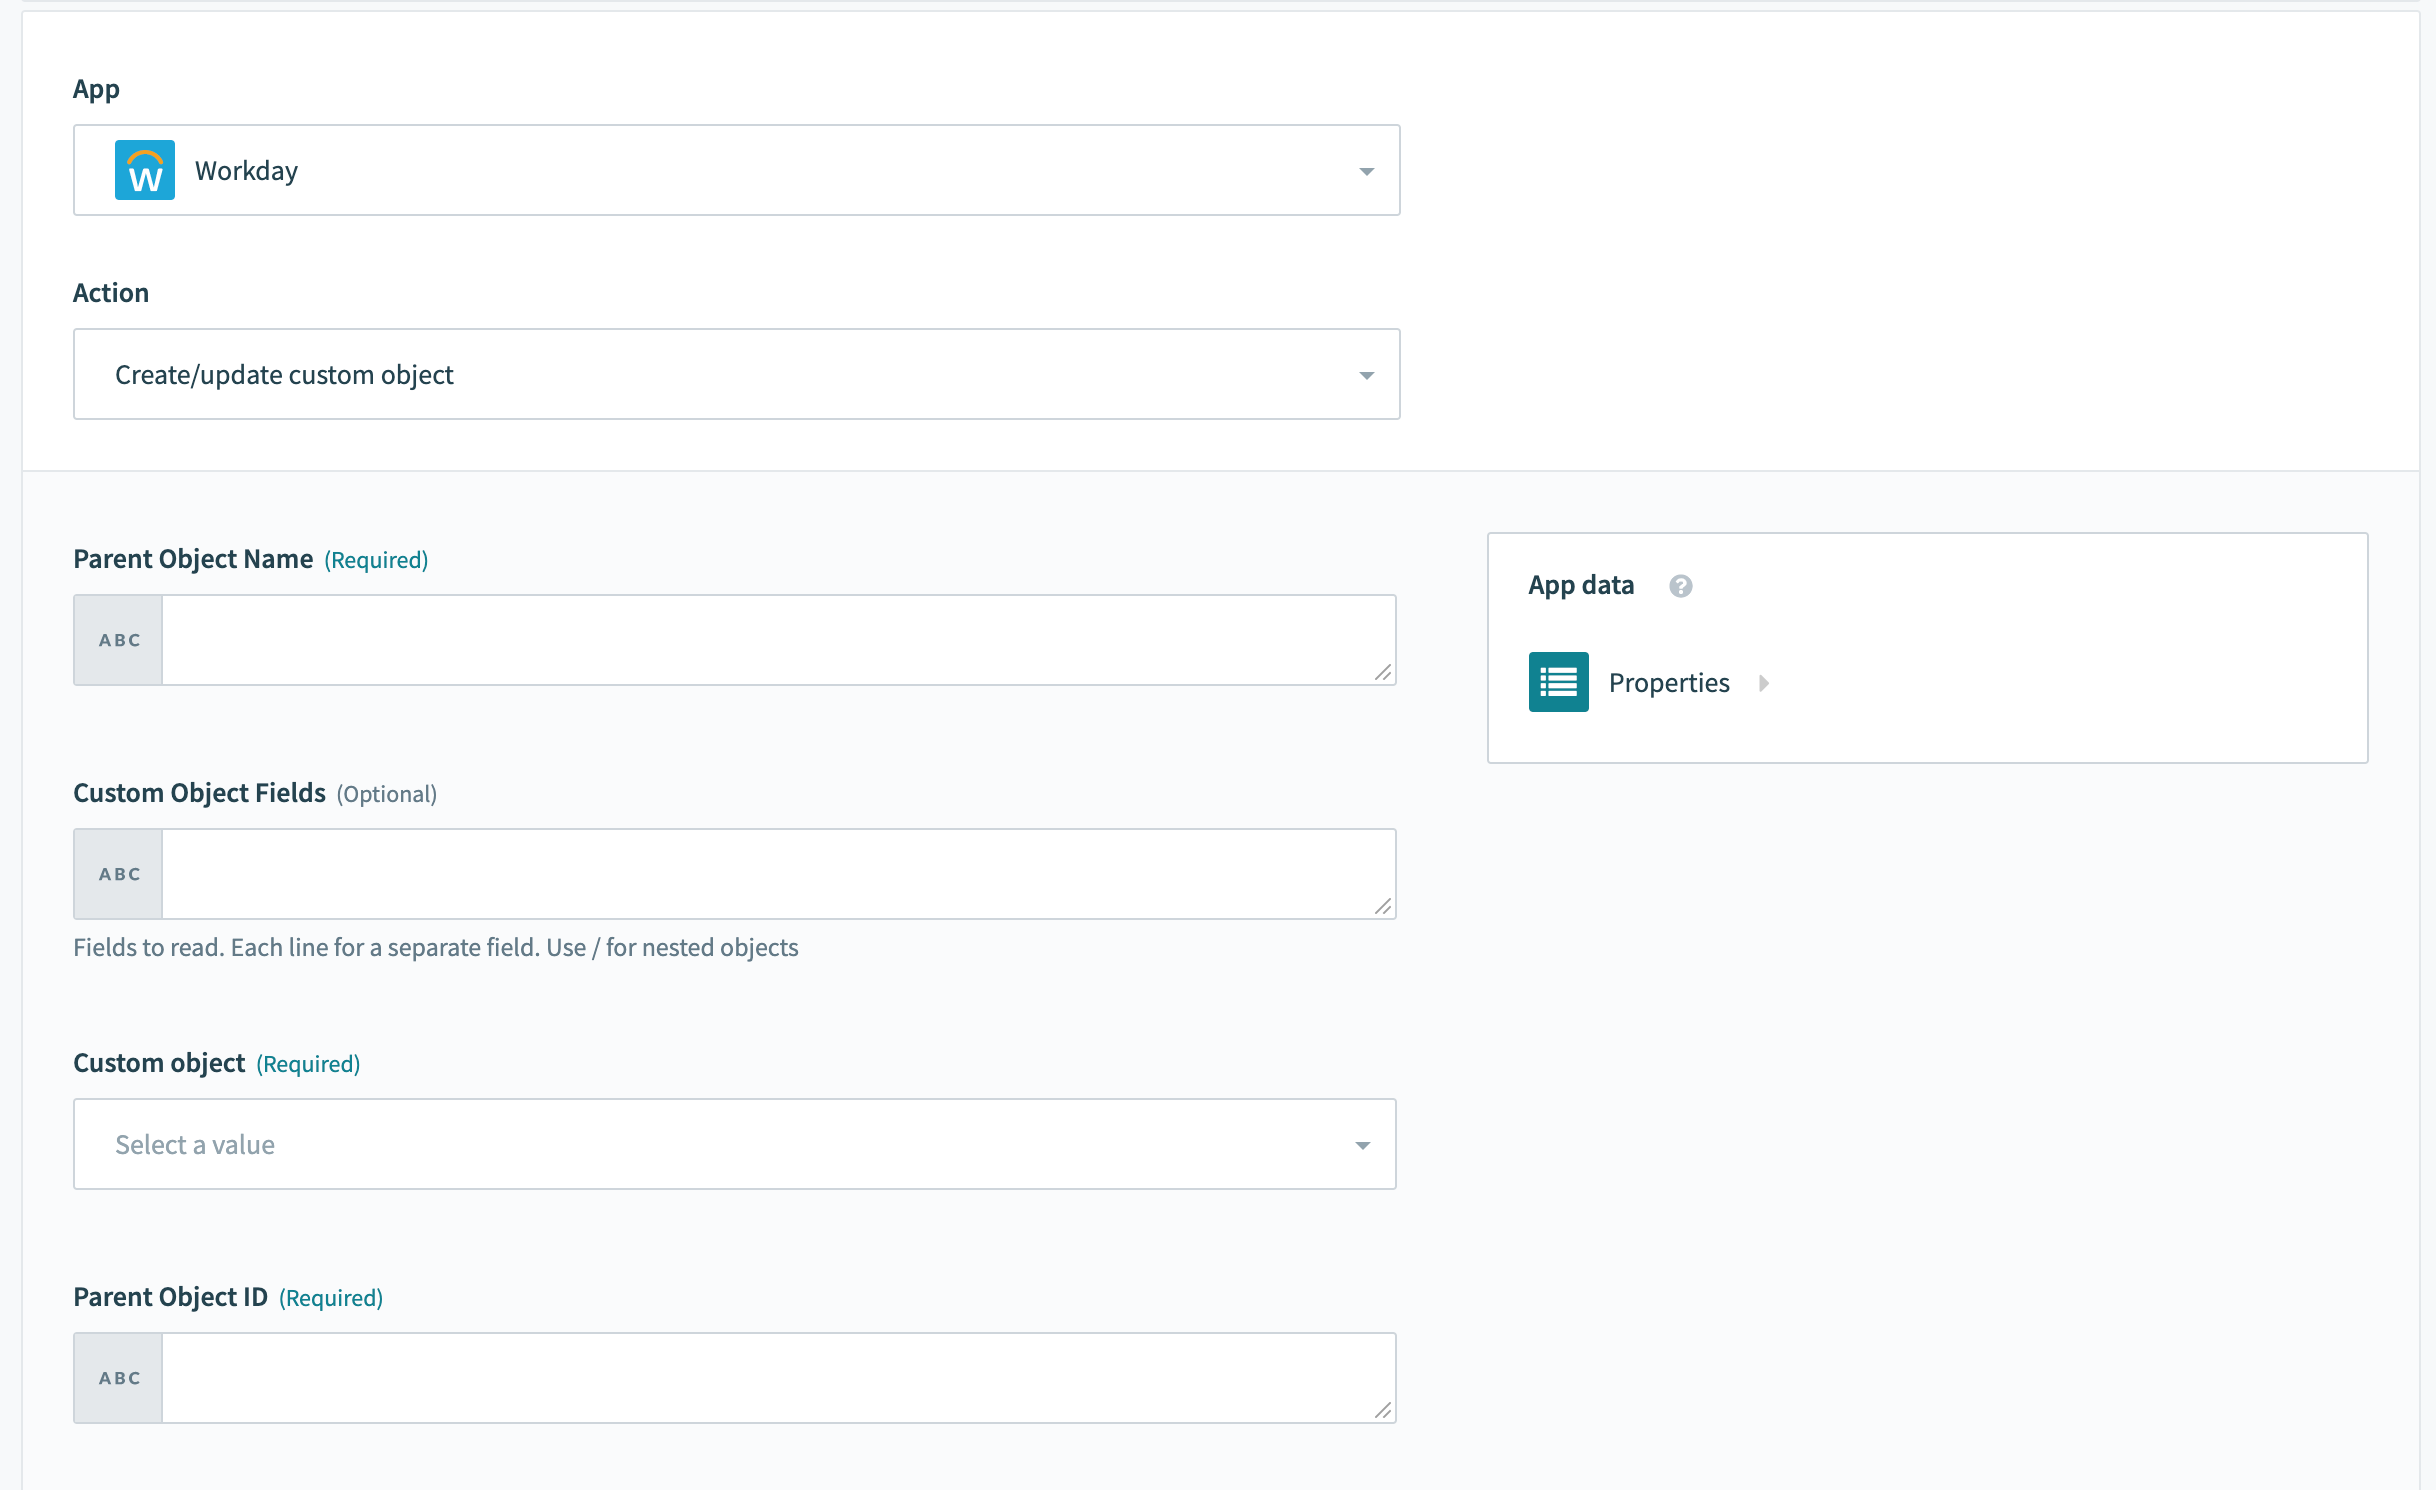 App
W Workday
Action
Create/update custom object
Parent Object Name (Required)
ABC
App data ?
Properties
Custom Object Fields (Optional)
ABC
Fields to read. Each line for a separate field. Use / for nested objects
Custom object (Required)
Select a value
Parent Object ID (Required)
ABC